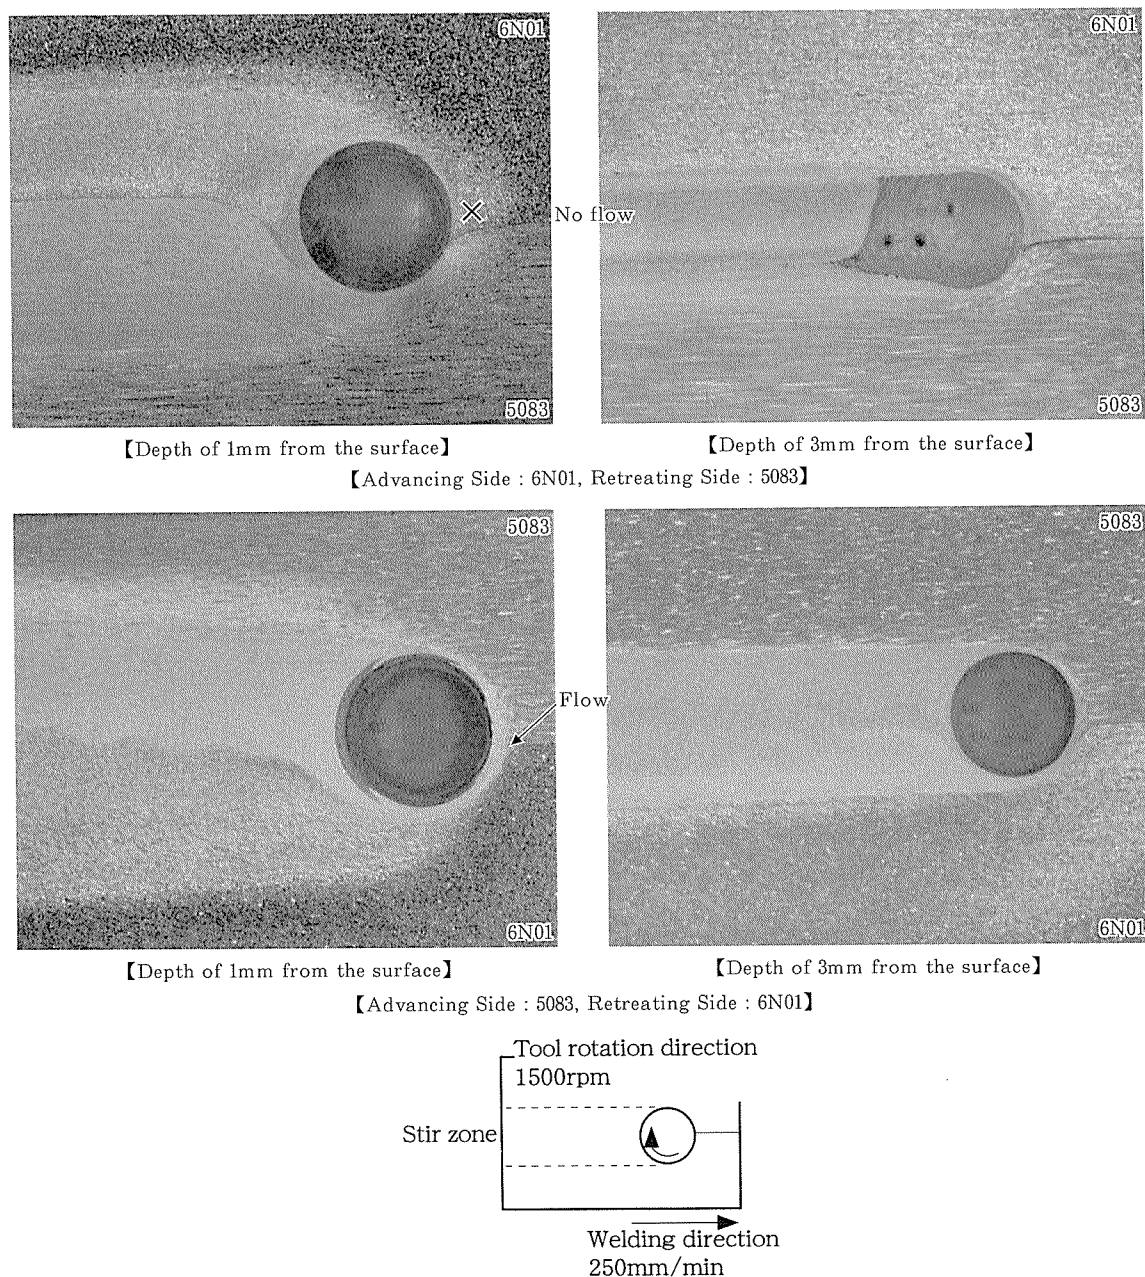 6N01
6N01
×
No flow
5083
5083
【Depth of 1mm from the surface】
【Depth of 3mm from the surface】
【Advancing Side : 6N01, Retreating Side : 5083】
5083
5083
Flow
6N01
6N01
【Depth of 1mm from the surface】
【Depth of 3mm from the surface】
【Advancing Side : 5083, Retreating Side : 6N01】
Tool rotation direction
1500rpm
Stir zone
Welding direction
250mm/min